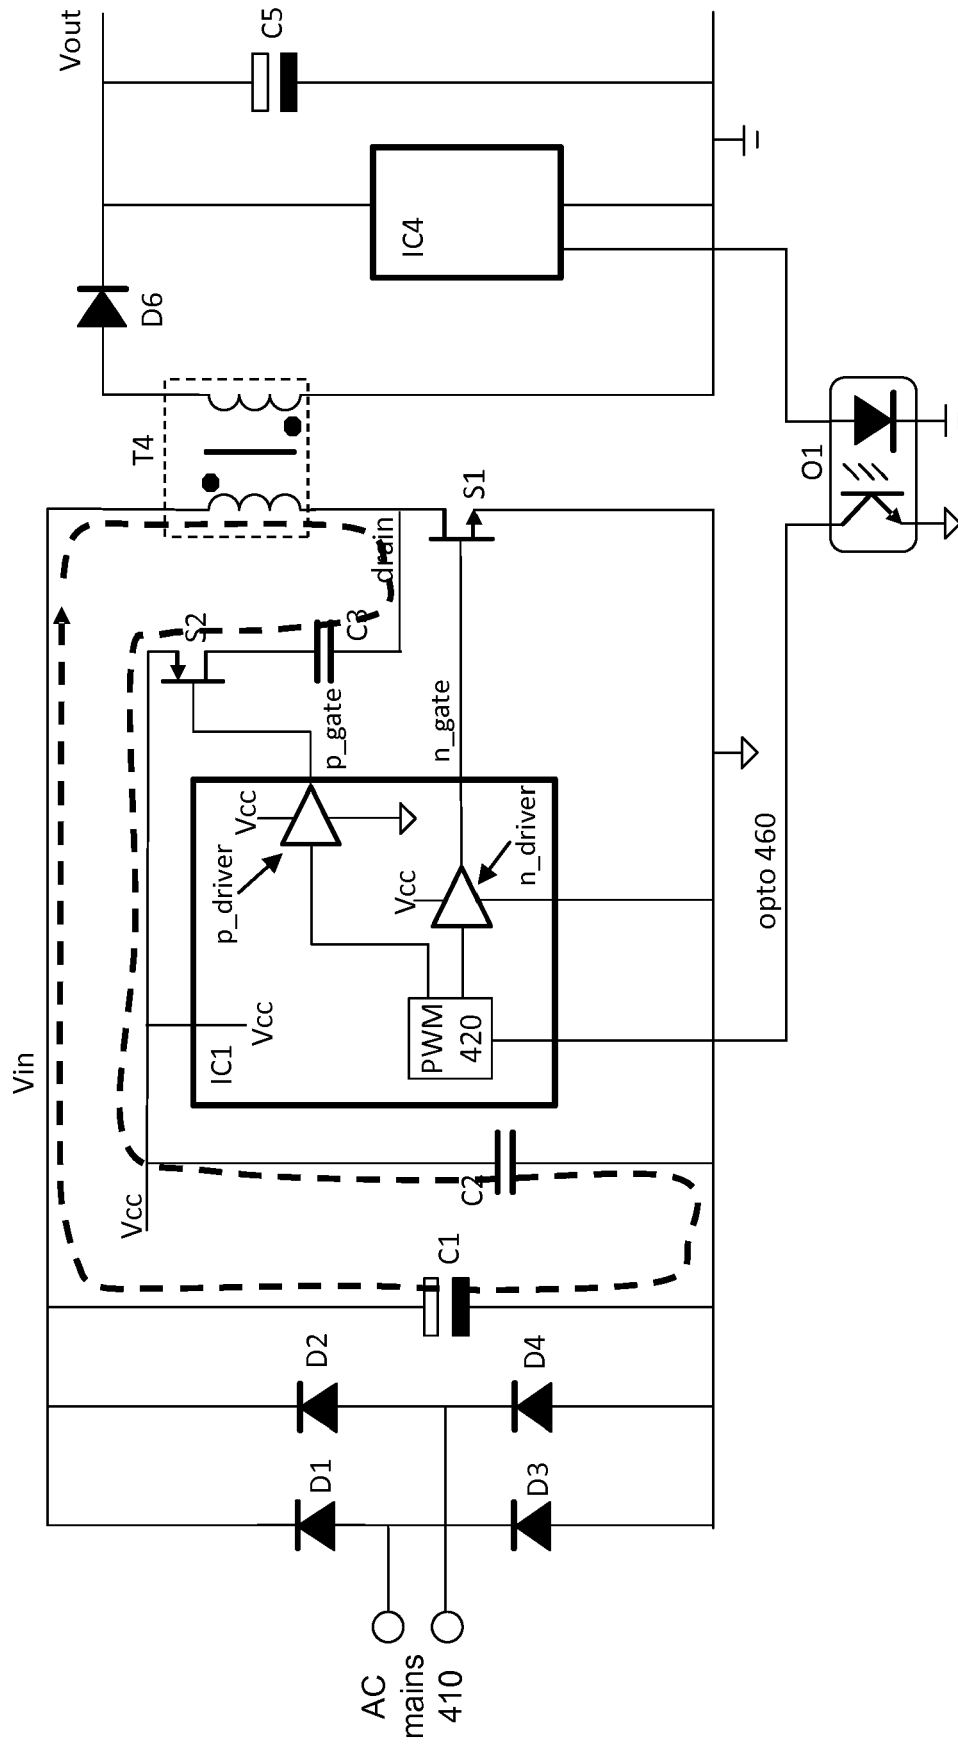 Vin
Vout
AC
mains
410
D1
D2
D3
D4
C1
Vcc
C2
IC1
Vcc
PWM
420
p_driver
Vcc
Vcc
n_driver
p_gate
n_gate
S2
C3
drain
S1
T4
D6
IC4
C5
opto 460
O1